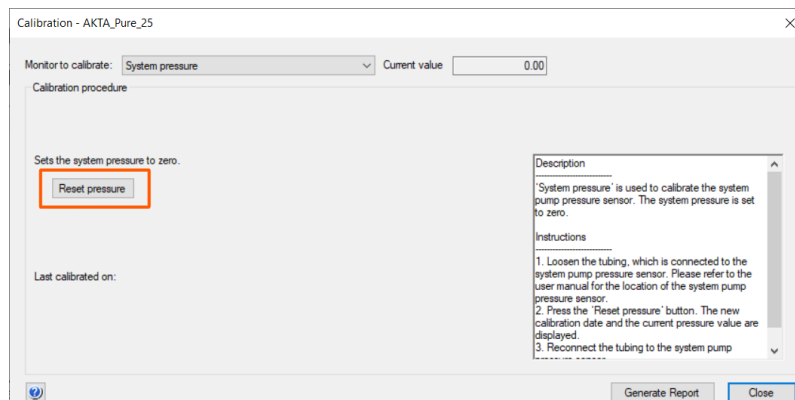 Calibration - AKTA_Pure_25
Monitor to calibrate: System pressure Current value 0.00
Calibration procedure
Sets the system pressure to zero.
Reset pressure
Last calibrated on:
Description
---------------------------
`System pressure´ is used to calibrate the system
pump pressure sensor. The system pressure is set
to zero.
Instructions
---------------------------
1. Loosen the tubing, which is connected to the
system pump pressure sensor. Please refer to the
user manual for the location of the system pump
pressure sensor.
2. Press the `Reset pressure´ button. The new
calibration date and the current pressure value are
displayed.
3. Reconnect the tubing to the system pump
Generate Report Close